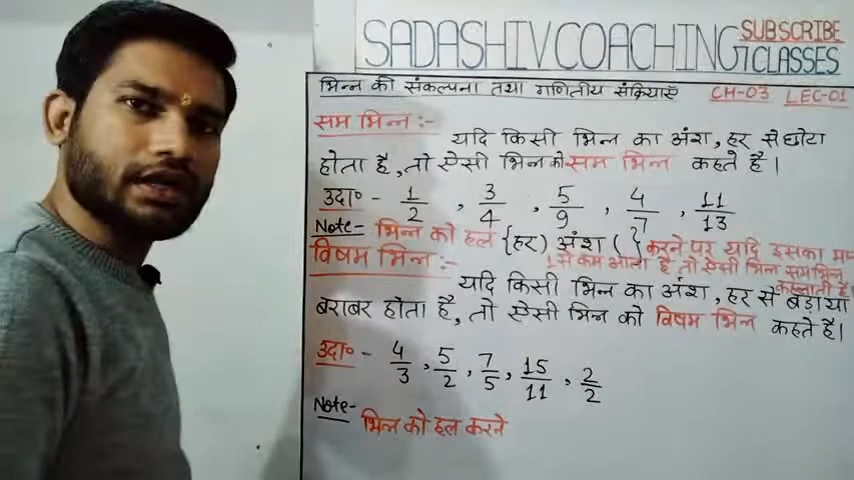 SADASHIV COACHING CLASSES
SUBSCRIBE
भिन्न की संकल्पना तथा गणितीय संक्रियाएँ CH-03 LEC-01
सम भिन्न :-
यदि किसी भिन्न का अंश, हर से छोटा
होता है, तो ऐसी भिन्न को सम भिन्न कहते है।
उदा० - 1/2, 3/4, 5/9, 4/7, 11/13
Note- भिन्न को हल {हर) अंश ( } करने पर यदि इसका
1 से कम आता है तो ऐसी भिन्न सम भिन्न
कहलाती है।
विषम भिन्न :-
यदि किसी भिन्न का अंश, हर से बड़ा या
बराबर होता है, तो ऐसी भिन्न को विषम भिन्न कहते है।
उदा० - 4/3, 5/2, 7/5, 15/11, 2/2
Note-
भिन्न को हल करने